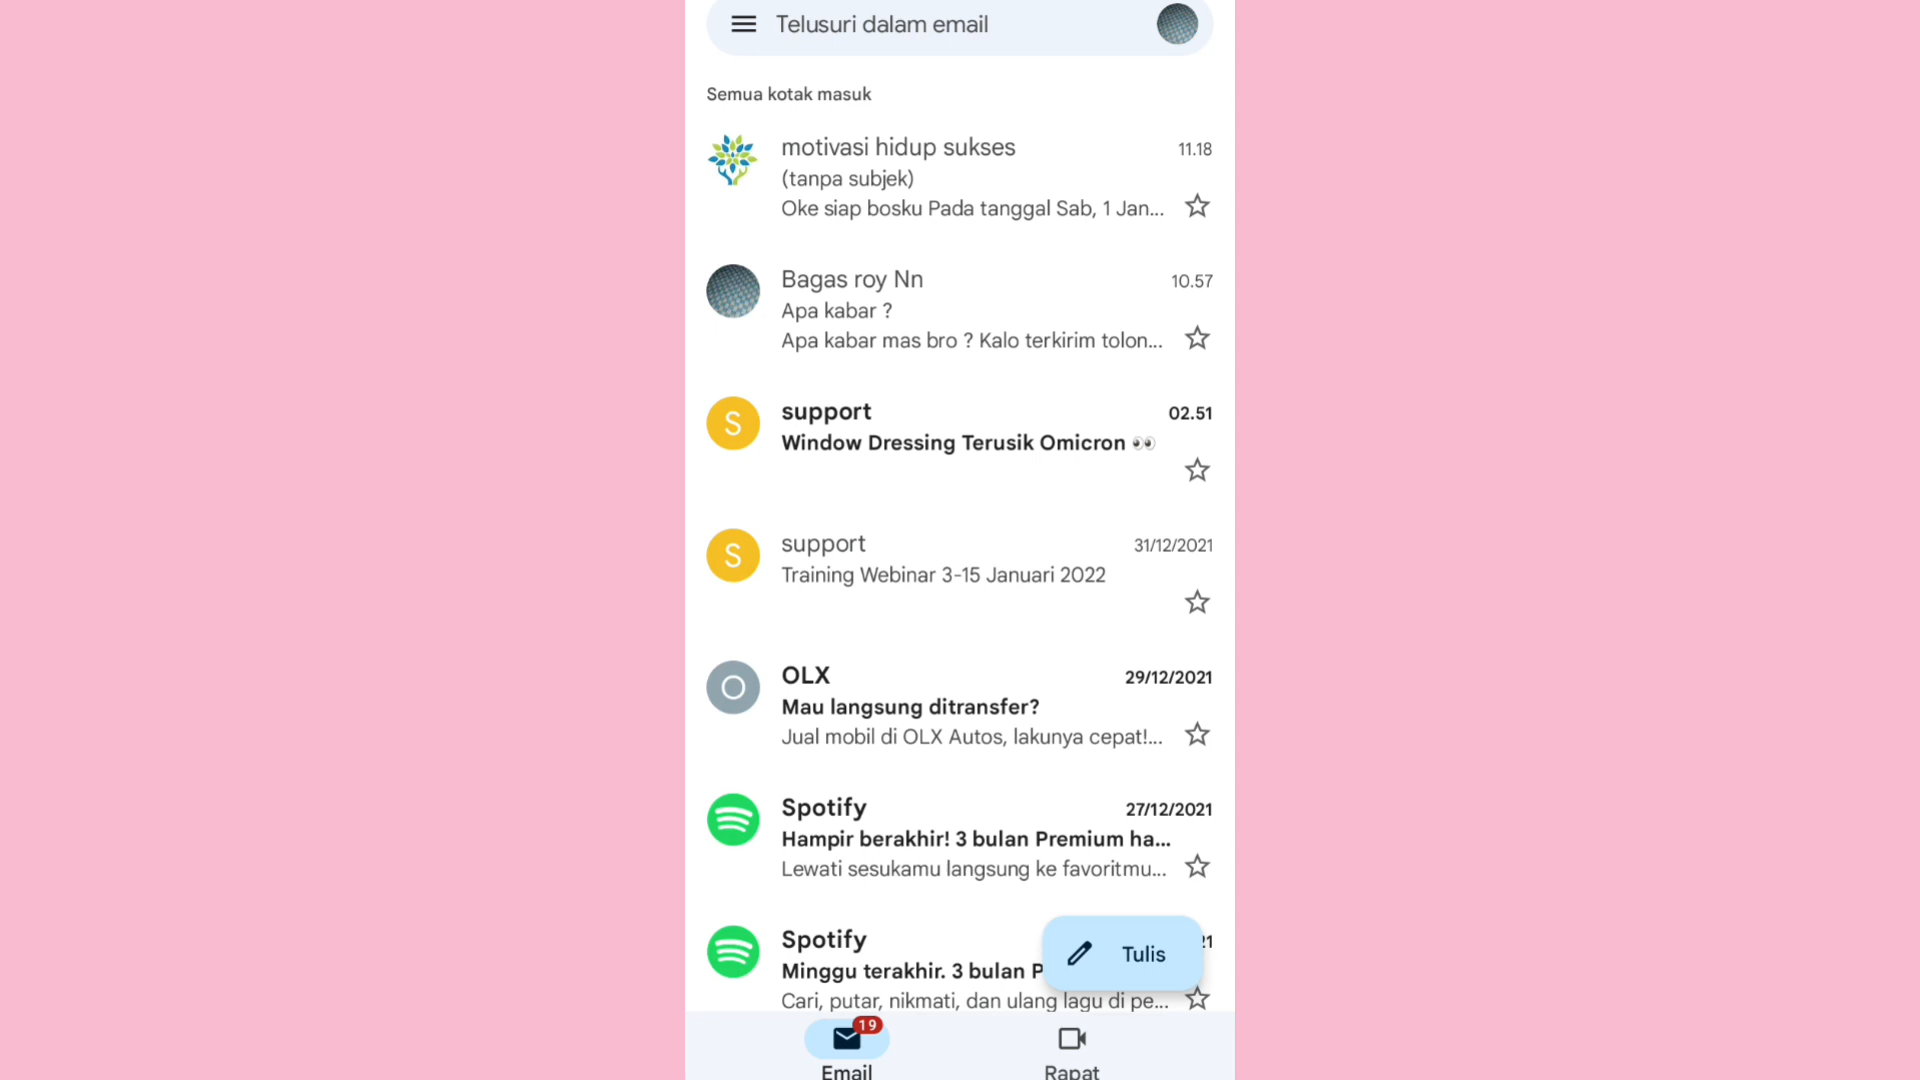 Telusuri dalam email
Semua kotak masuk
motivasi hidup sukses 11.18
(tanpa subjek)
Oke siap bosku Pada tanggal Sab, 1 Jan...
Bagas roy Nn 10.57
Apa kabar ?
Apa kabar mas bro ? Kalo terkirim tolon...
S support 02.51
Window Dressing Terusik Omicron 👀
S support 31/12/2021
Training Webinar 3-15 Januari 2022
O OLX 29/12/2021
Mau langsung ditransfer?
Jual mobil di OLX Autos, lakunya cepat!...
Spotify 27/12/2021
Hampir berakhir! 3 bulan Premium ha...
Lewati sesukamu langsung ke favoritmu...
Spotify
Minggu terakhir. 3 bulan P
Tulis
Cari, putar, nikmati, dan ulang lagu di pe...
19
Email Rapat